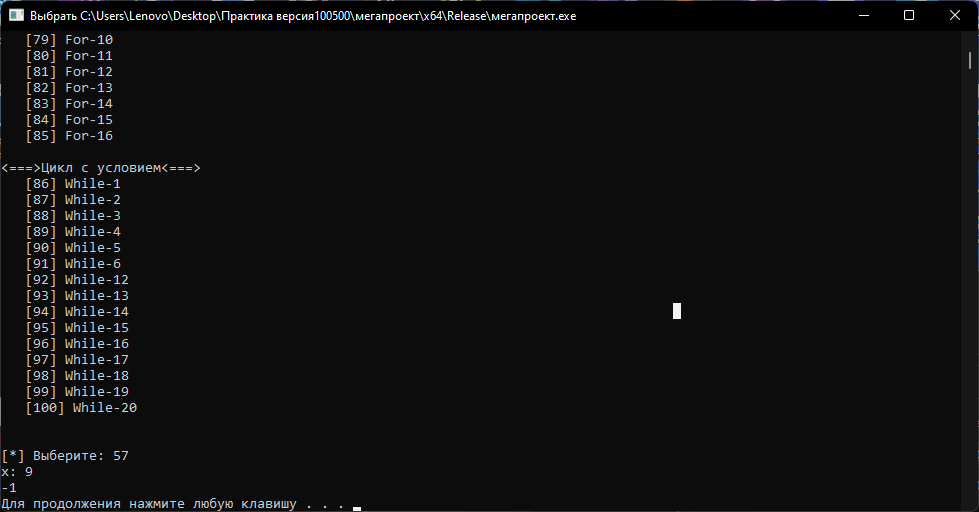 Выбрать C:\Users\Lenovo\Desktop\Практика версия100500\мегапроект\x64\Release\мегапроект.exe
[79] For-10
[80] For-11
[81] For-12
[82] For-13
[83] For-14
[84] For-15
[85] For-16
<===>Цикл с условием<===>
[86] While-1
[87] While-2
[88] While-3
[89] While-4
[90] While-5
[91] While-6
[92] While-12
[93] While-13
[94] While-14
[95] While-15
[96] While-16
[97] While-17
[98] While-18
[99] While-19
[100] While-20
[*] Выберите: 57
x: 9
-1
Для продолжения нажмите любую клавишу . . .